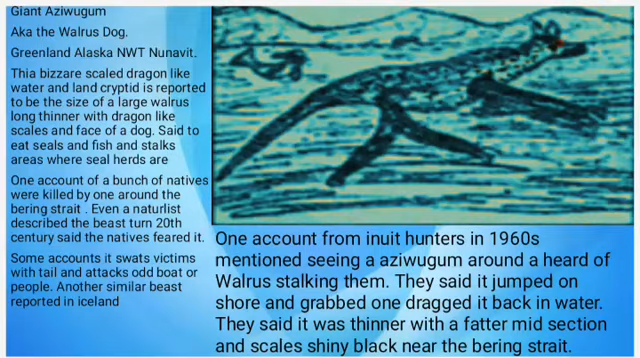 Giant Aziwugum
Aka the Walrus Dog.
Greenland Alaska NWT Nunavit.
Thia bizzare scaled dragon like
water and land cryptid is reported
to be the size of a large walrus
long thinner with dragon like
scales and face of a dog. Said to
eat seals and fish and stalks
areas where seal herds are
One account of a bunch of natives
were killed by one around the
bering strait . Even a naturlist
described the beast turn 20th
century said the natives feared it.
Some accounts it swats victims
with tail and attacks odd boat or
people. Another similar beast
reported in iceland
One account from inuit hunters in 1960s
mentioned seeing a aziwugum around a heard of
Walrus stalking them. They said it jumped on
shore and grabbed one dragged it back in water.
They said it was thinner with a fatter mid section
and scales shiny black near the bering strait.